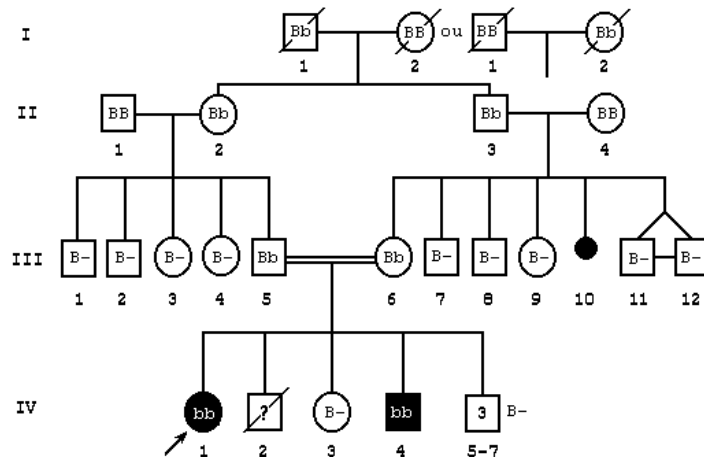 I Bb BB ou BB Bb
1 2 1 2
II BB Bb Bb BB
1 2 3 4
III B- B- B- B- Bb Bb B- B- B- B- B-
1 2 3 4 5 6 7 8 9 10 11 12
IV bb ? B- bb 3 B-
1 2 3 4 5-7